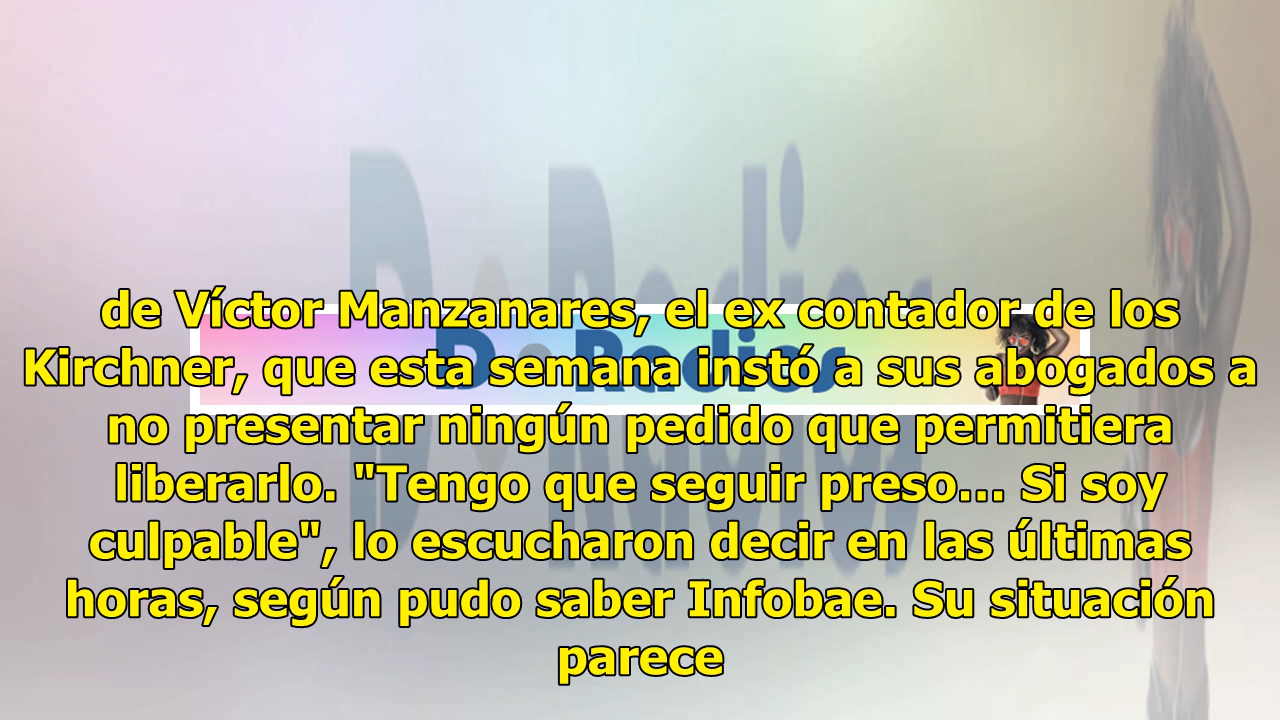 de Víctor Manzanares, el ex contador de los
Kirchner, que esta semana instó a sus abogados a
no presentar ningún pedido que permitiera
liberarlo. "Tengo que seguir preso... Si soy
culpable", lo escucharon decir en las últimas
horas, según pudo saber Infobae. Su situación
parece
DeRadios